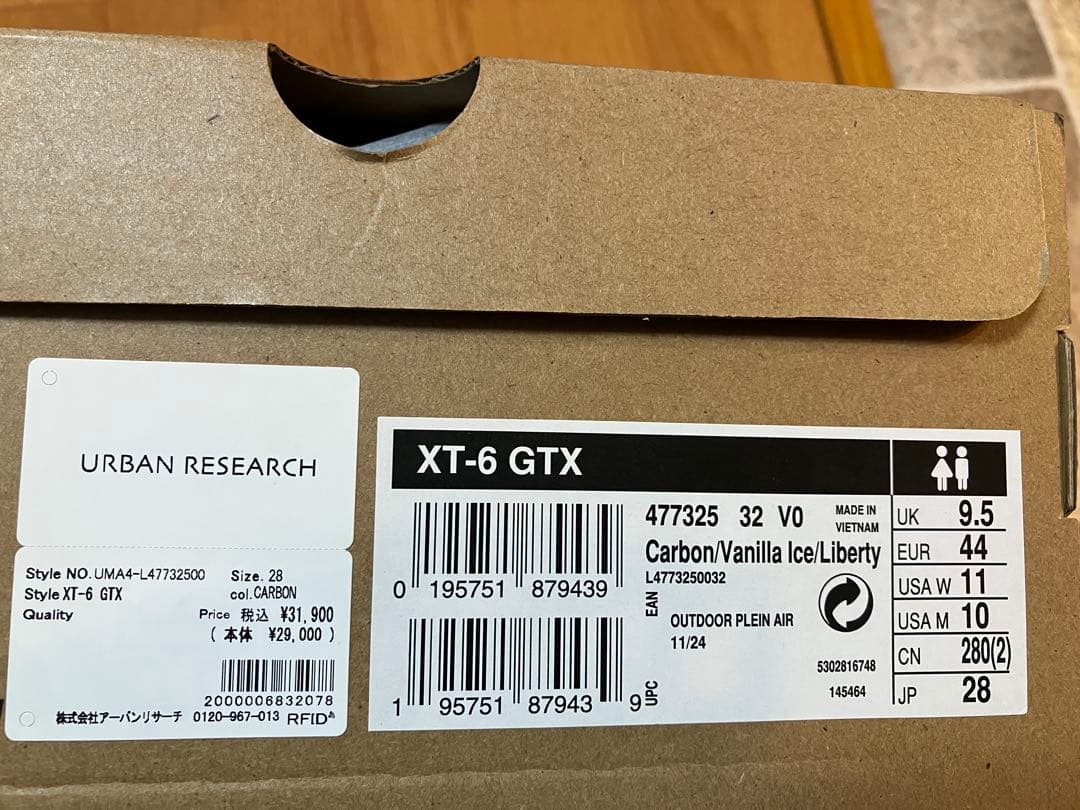 URBAN RESEARCH
Style NO.UMA4-L47732500 Size. 28
Style XT-6 GTX col.CARBON
Quality Price 税込 ¥31,900
( 本体 ¥29,000 )
2000006832078
株式会社アーバンリサーチ 0120-967-013 RFID
XT-6 GTX
477325 32 V0 MADE IN VIETNAM
Carbon/Vanilla Ice/Liberty
L4773250032
0 195751 879439
EAN
OUTDOOR PLEIN AIR
11/24
5302816748
145464
1 95751 87943 9
UPC
UK 9.5
EUR 44
USA W 11
USA M 10
CN 280(2)
JP 28